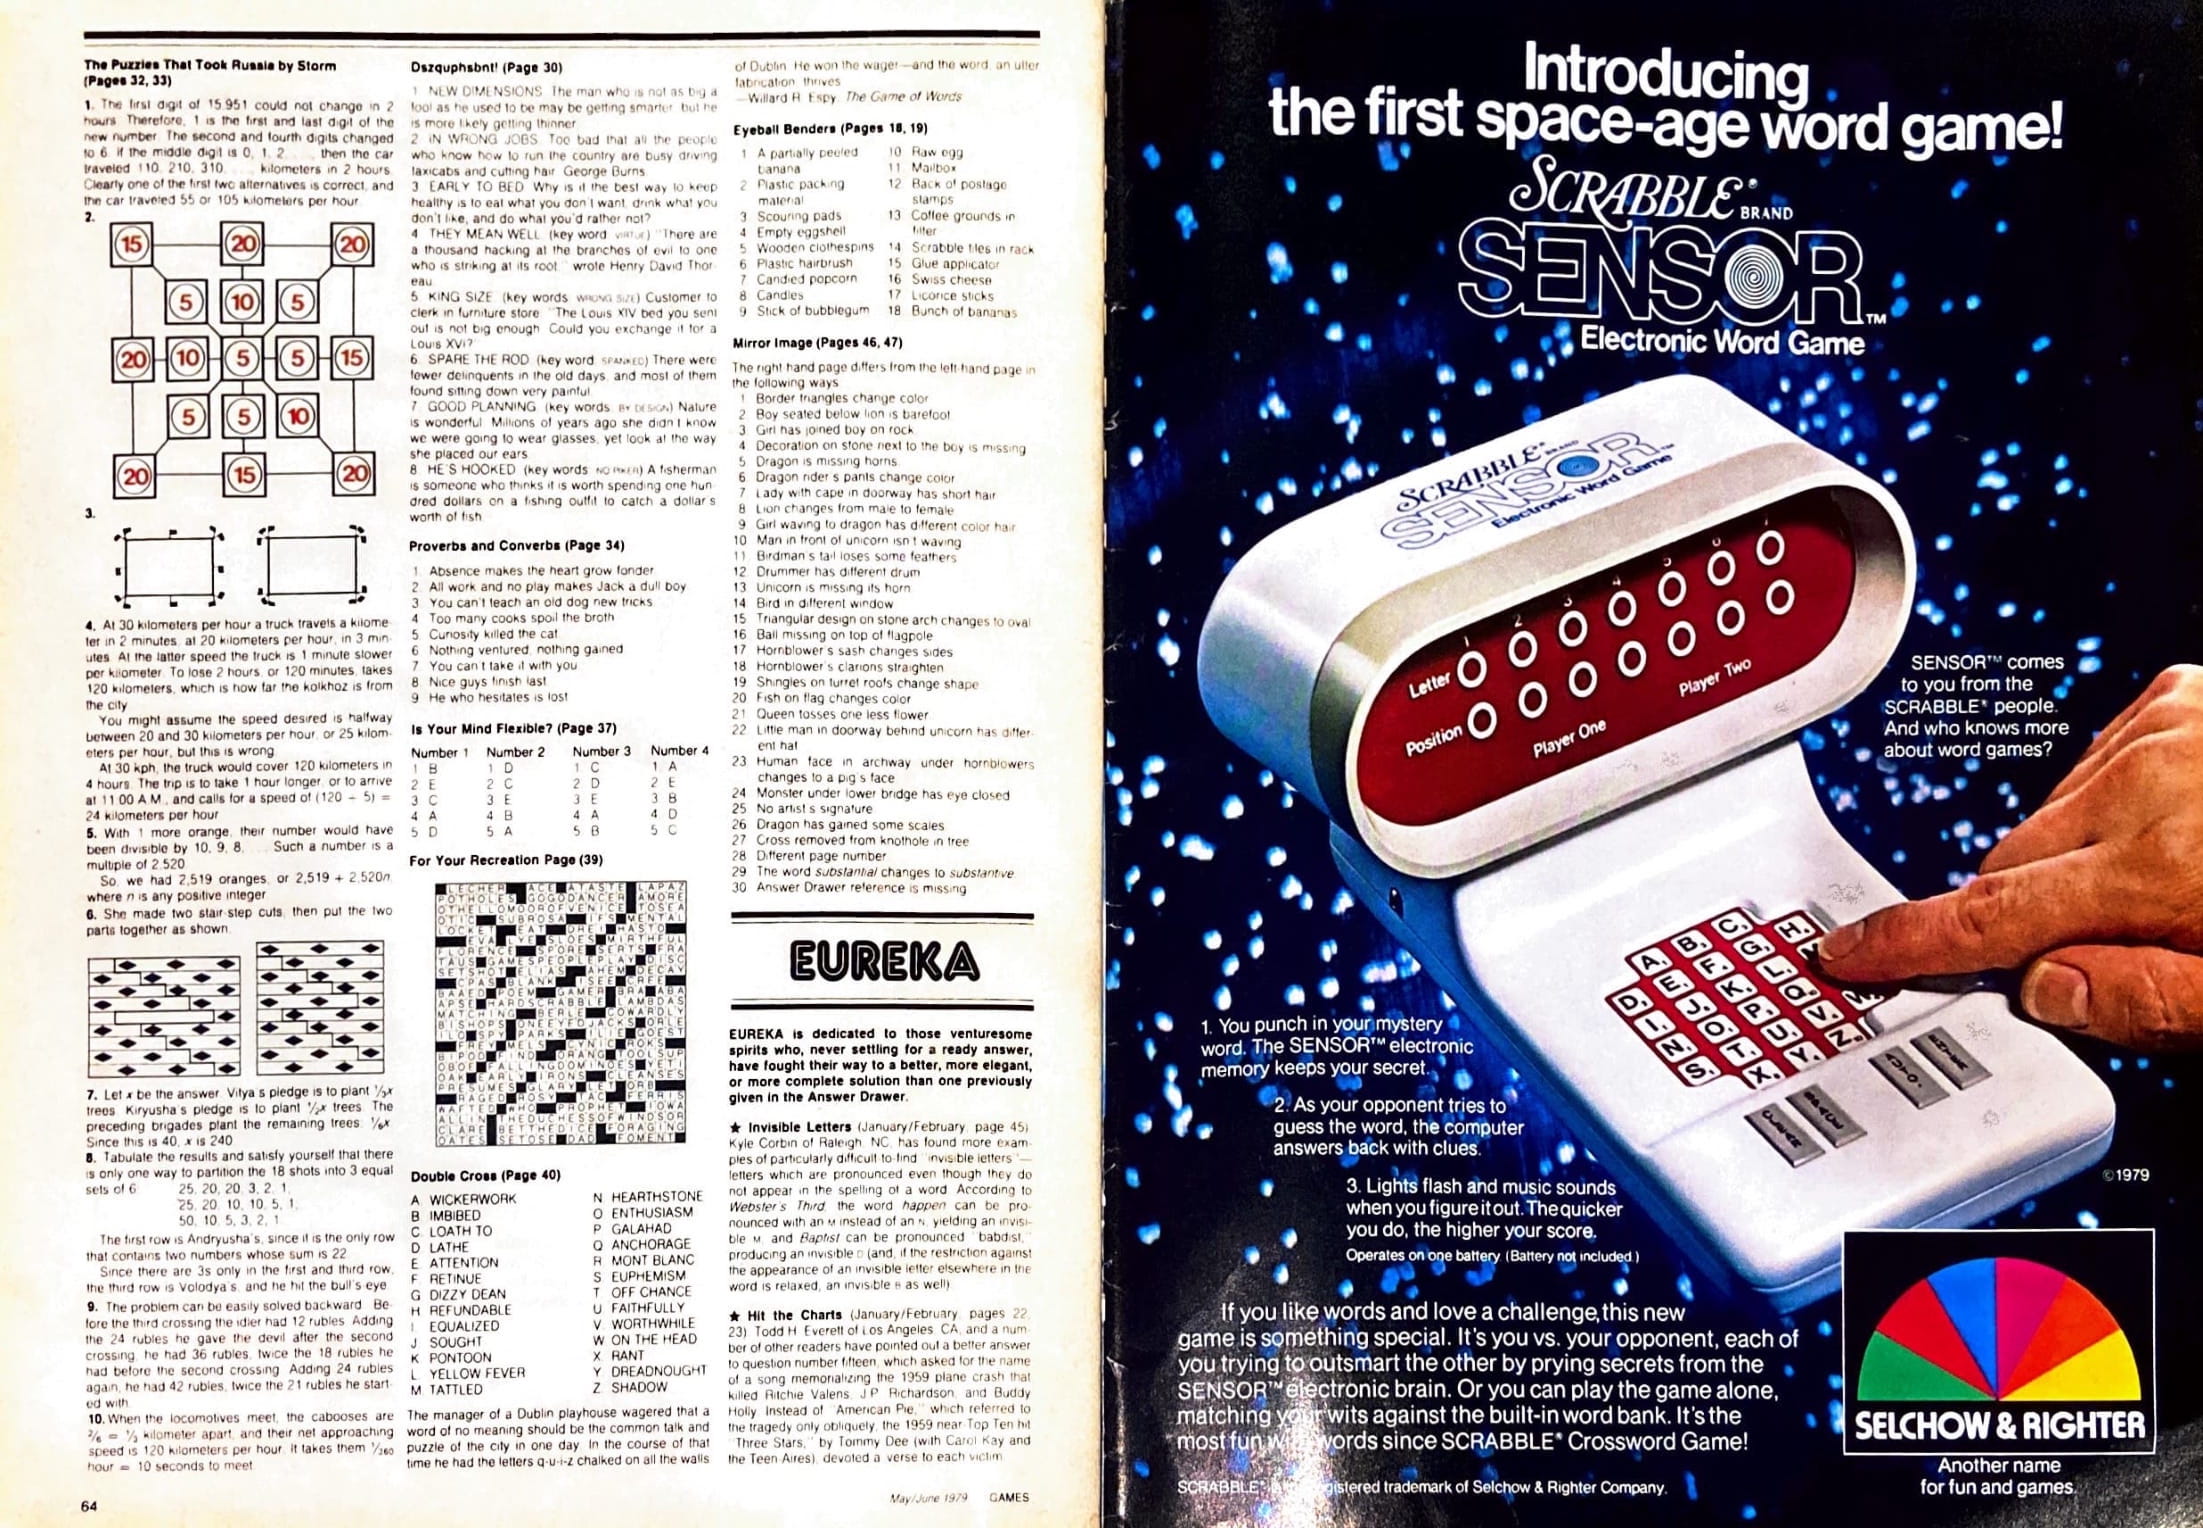 The Puzzles That Took Russia by Storm
(Pages 32, 33)
1. The first digit of 15,951 could not change in 2
hours. Therefore, 1 is the first and last digit of the
new number. The second and fourth digits changed
to 6. If the middle digit is 0, 1, 2 . . . , then the car
traveled 110, 210, 310, . . . kilometers in 2 hours.
Clearly one of the first two alternatives is correct, and
the car traveled 55 or 105 kilometers per hour.
2.
15 20 20
5 10 5
20 10 5 5 15
5 5 10
20 15 20
3.
4. At 30 kilometers per hour a truck travels a kilome-
ter in 2 minutes, at 20 kilometers per hour, in 3 min-
utes. At the latter speed the truck is 1 minute slower
per kilometer. To lose 2 hours, or 120 minutes, takes
120 kilometers, which is how far the kolkhoz is from
the city.
You might assume the speed desired is halfway
between 20 and 30 kilometers per hour, or 25 kilom-
eters per hour, but this is wrong.
At 30 kph, the truck would cover 120 kilometers in
4 hours. The trip is to take 1 hour longer, or to arrive
at 11:00 A.M., and calls for a speed of (120 ÷ 5) =
24 kilometers per hour.
5. With 1 more orange, their number would have
been divisible by 10, 9, 8, . . . Such a number is a
multiple of 2,520.
So, we had 2,519 oranges, or 2,519 + 2,520n,
where n is any positive integer.
6. She made two stair-step cuts, then put the two
parts together as shown.
7. Let x be the answer. Vitya's pledge is to plant ⅓x
trees. Kiryusha's pledge is to plant ½x trees. The
preceding brigades plant the remaining trees: ⅙x.
Since this is 40, x is 240.
8. Tabulate the results and satisfy yourself that there
is only one way to partition the 18 shots into 3 equal
sets of 6: 25, 20, 20, 3, 2, 1,
25, 20, 10, 10, 5, 1,
50, 10, 5, 3, 2, 1.
The first row is Andryusha's, since it is the only row
that contains two numbers whose sum is 22.
Since there are 3s only in the first and third row,
the third row is Volodya's, and he hit the bull's eye.
9. The problem can be easily solved backward. Be-
fore the third crossing the idler had 12 rubles. Adding
the 24 rubles he gave the devil after the second
crossing, he had 36 rubles, twice the 18 rubles he
had before the second crossing. Adding 24 rubles
again, he had 42 rubles, twice the 21 rubles he start-
ed with.
10. When the locomotives meet, the cabooses are
²⁄₆ = ⅓ kilometer apart, and their net approaching
speed is 120 kilometers per hour. It takes them ¹⁄₃₆₀
hour = 10 seconds to meet.
64
Dszquphsbnt! (Page 30)
1 NEW DIMENSIONS The man who is not as big a
fool as he used to be may be getting smarter, but he
is more likely getting thinner.
2 IN WRONG JOBS Too bad that all the people
who know how to run the country are busy driving
taxicabs and cutting hair. George Burns
3 EARLY TO BED Why is it the best way to keep
healthy is to eat what you don't want, drink what you
don't like, and do what you'd rather not?
4 THEY MEAN WELL (key word VIRTUE) "There are
a thousand hacking at the branches of evil to one
who is striking at its root," wrote Henry David Thor-
eau.
5. KING SIZE (key words WRONG SIZE) Customer to
clerk in furniture store: "The Louis XIV bed you sent
out is not big enough. Could you exchange it for a
Louis XVI?"
6. SPARE THE ROD (key word SPANKED) There were
fewer delinquents in the old days, and most of them
found sitting down very painful.
7 GOOD PLANNING (key words BY DESIGN) Nature
is wonderful. Millions of years ago she didn't know
we were going to wear glasses, yet look at the way
she placed our ears.
8 HE'S HOOKED (key words NO PIKER) A fisherman
is someone who thinks it is worth spending one hun-
dred dollars on a fishing outfit to catch a dollar's
worth of fish.
Proverbs and Converbs (Page 34)
1 Absence makes the heart grow fonder.
2. All work and no play makes Jack a dull boy.
3 You can't teach an old dog new tricks.
4 Too many cooks spoil the broth
5. Curiosity killed the cat.
6 Nothing ventured, nothing gained
7 You can't take it with you
8 Nice guys finish last
9 He who hesitates is lost
Is Your Mind Flexible? (Page 37)
Number 1 Number 2 Number 3 Number 4
1 B 1 D 1 C 1 A
2 E 2 C 2 D 2 E
3 C 3 E 3 E 3 B
4 A 4 B 4 A 4 D
5 D 5 A 5 B 5 C
For Your Recreation Page (39)
LECHER ACE ATASTE LAPAZ
POTHOLES GOGODANCER AMORE
OTHELLOMOOROFVENICE TOSEA
OTIC SUBROSA IFS MENTAL
Double Cross (Page 40)
A WICKERWORK
B IMBIBED
C. LOATH TO
D LATHE
E ATTENTION
F. RETINUE
G DIZZY DEAN
H REFUNDABLE
I EQUALIZED
J SOUGHT
K PONTOON
L YELLOW FEVER
M TATTLED
N HEARTHSTONE
O ENTHUSIASM
P GALAHAD
Q ANCHORAGE
R MONT BLANC
S EUPHEMISM
T OFF CHANCE
U FAITHFULLY
V. WORTHWHILE
W ON THE HEAD
X RANT
Y DREADNOUGHT
Z. SHADOW
The manager of a Dublin playhouse wagered that a
word of no meaning should be the common talk and
puzzle of the city in one day. In the course of that
time he had the letters q-u-i-z chalked on all the walls
of Dublin. He won the wager—and the word, an utter
fabrication, thrives.
—Willard R. Espy, The Game of Words
Eyeball Benders (Pages 18, 19)
1 A partially peeled
banana
2 Plastic packing
material
3 Scouring pads
4 Empty eggshell
5 Wooden clothespins
6 Plastic hairbrush
7 Candied popcorn
8 Candles
9 Stick of bubblegum
10 Raw egg
11 Mailbox
12 Back of postage
stamps
13 Coffee grounds in
filter
14 Scrabble tiles in rack
15 Glue applicator
16 Swiss cheese
17 Licorice sticks
18 Bunch of bananas
Mirror Image (Pages 46, 47)
The right hand page differs from the left-hand page in
the following ways
1 Border triangles change color
2 Boy seated below lion is barefoot
3 Girl has joined boy on rock
4 Decoration on stone next to the boy is missing
5 Dragon is missing horns
6 Dragon rider's pants change color
7 Lady with cape in doorway has short hair
8 Lion changes from male to female
9 Girl waving to dragon has different color hair
10 Man in front of unicorn isn't waving
11 Birdman's tail loses some feathers
12 Drummer has different drum
13 Unicorn is missing its horn
14 Bird in different window
15 Triangular design on stone arch changes to oval
16 Ball missing on top of flagpole
17 Hornblower's sash changes sides
18 Hornblower's clarions straighten
19 Shingles on turret roofs change shape
20 Fish on flag changes color
21 Queen tosses one less flower
22 Little man in doorway behind unicorn has differ-
ent hat
23 Human face in archway under hornblowers
changes to a pig's face
24 Monster under lower bridge has eye closed
25 No artist's signature
26 Dragon has gained some scales
27 Cross removed from knothole in tree
28 Different page number
29 The word substantial changes to substantive
30 Answer Drawer reference is missing
EUREKA
EUREKA is dedicated to those venturesome
spirits who, never settling for a ready answer,
have fought their way to a better, more elegant,
or more complete solution than one previously
given in the Answer Drawer.
★ Invisible Letters (January/February, page 45)
Kyle Corbin of Raleigh, NC, has found more exam-
ples of particularly difficult-to-find "invisible letters"—
letters which are pronounced even though they do
not appear in the spelling of a word. According to
Webster's Third, the word happen can be pro-
nounced with an M instead of an N, yielding an invisi-
ble M, and Baptist can be pronounced "babdist,"
producing an invisible D (and, if the restriction against
the appearance of an invisible letter elsewhere in the
word is relaxed, an invisible B as well).
★ Hit the Charts (January/February, pages 22,
23) Todd H. Everett of Los Angeles, CA, and a num-
ber of other readers have pointed out a better answer
to question number fifteen, which asked for the name
of a song memorializing the 1959 plane crash that
killed Ritchie Valens, J.P. Richardson, and Buddy
Holly. Instead of "American Pie," which referred to
the tragedy only obliquely, the 1959 near-Top Ten hit
"Three Stars," by Tommy Dee (with Carol Kay and
the Teen-Aires), devoted a verse to each victim.
May/June 1979 GAMES
Introducing
the first space-age word game!
SCRABBLE®
BRAND
SENSOR™
Electronic Word Game
SCRABBLE® BRAND
SENSOR™
Electronic Word Game
1 2 3 4 5 6 7
Letter
Position
Player One
Player Two
SENSOR™ comes
to you from the
SCRABBLE® people.
And who knows more
about word games?
A. B. C. H.
D. E. F. G.
I. J. K. L.
N. O. P. Q.
S. T. U. V. W
X. Y. Z.
1. You punch in your mystery
word. The SENSOR™ electronic
memory keeps your secret.
2. As your opponent tries to
guess the word, the computer
answers back with clues.
3. Lights flash and music sounds
when you figure it out. The quicker
you do, the higher your score.
Operates on one battery. (Battery not included.)
©1979
If you like words and love a challenge, this new
game is something special. It's you vs. your opponent, each of
you trying to outsmart the other by prying secrets from the
SENSOR™ electronic brain. Or you can play the game alone,
matching your wits against the built-in word bank. It's the
most fun with words since SCRABBLE® Crossword Game!
SCRABBLE® is registered trademark of Selchow & Righter Company.
SELCHOW & RIGHTER
Another name
for fun and games.